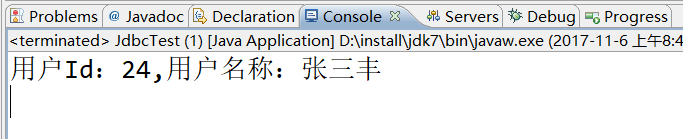 Problems @ Javadoc Declaration Console Servers Debug Progress
<terminated> JdbcTest (1) [Java Application] D:\install\jdk7\bin\javaw.exe (2017-11-6 上午8:4
用户Id：24,用户名称：张三丰